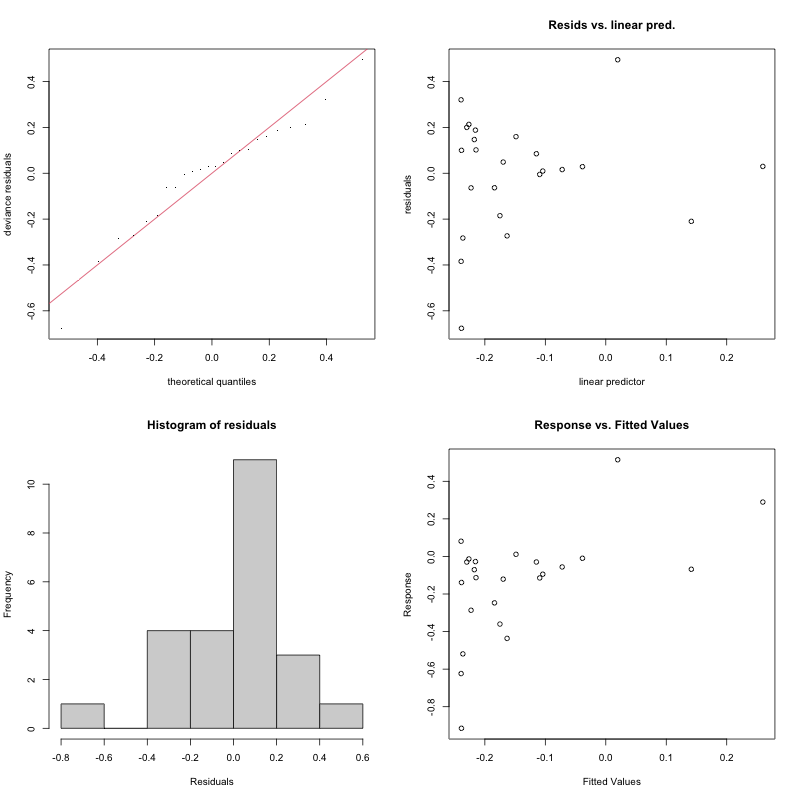 deviance residuals
-0.6 -0.4 -0.2 0.0 0.2 0.4
-0.4 -0.2 0.0 0.2 0.4
theoretical quantiles
Resids vs. linear pred.
residuals
-0.6 -0.4 -0.2 0.0 0.2 0.4
-0.2 -0.1 0.0 0.1 0.2
linear predictor
Histogram of residuals
Frequency
0 2 4 6 8 10
-0.8 -0.6 -0.4 -0.2 0.0 0.2 0.4 0.6
Residuals
Response vs. Fitted Values
Response
-0.8 -0.6 -0.4 -0.2 0.0 0.2 0.4
-0.2 -0.1 0.0 0.1 0.2
Fitted Values